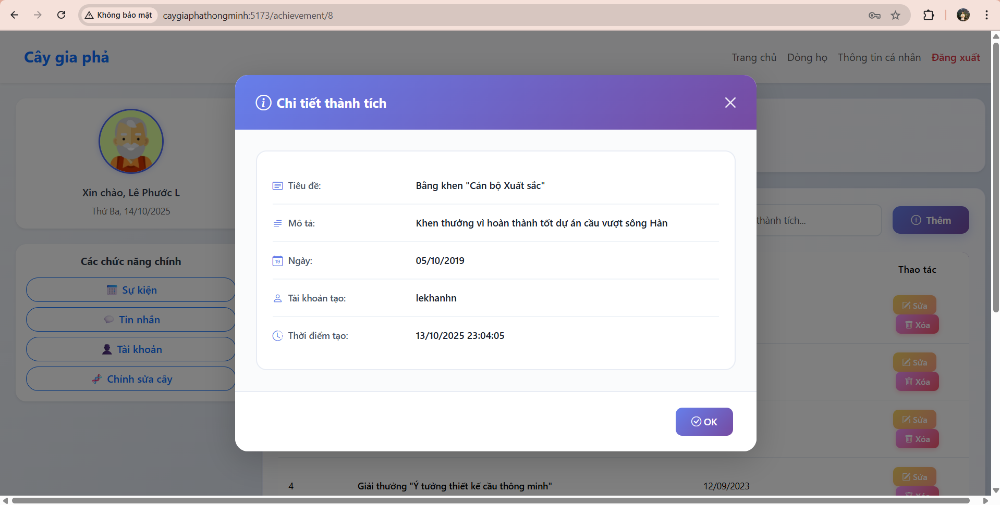 Không bảo mật
caygiaphathongminh:5173/achievement/8
Cây gia phả
Trang chủ
Dòng họ
Thông tin cá nhân
Đăng xuất
Xin chào, Lê Phước L
Thứ Ba, 14/10/2025
Các chức năng chính
Sự kiện
Tin nhắn
Tài khoản
Chỉnh sửa cây
Chi tiết thành tích
Tiêu đề: Bằng khen "Cán bộ Xuất sắc"
Mô tả: Khen thưởng vì hoàn thành tốt dự án cầu vượt sông Hàn
19
Ngày: 05/10/2019
Tài khoản tạo: lekhanhn
Thời điểm tạo: 13/10/2025 23:04:05
OK
thành tích...
Thêm
Thao tác
Sửa
Xóa
Sửa
Xóa
Sửa
Xóa
4 Giải thưởng "Ý tưởng thiết kế cầu thông minh" 12/09/2023
Sửa